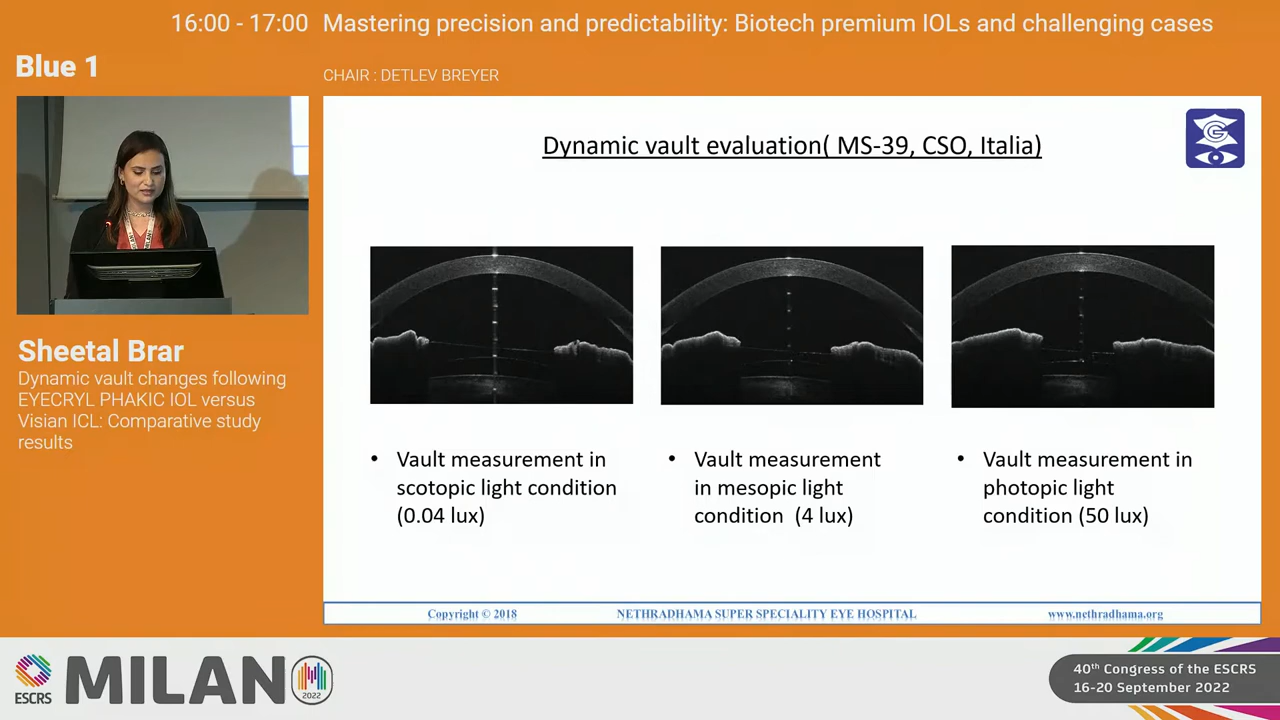 16:00 - 17:00 Mastering precision and predictability: Biotech premium IOLs and challenging cases
Blue 1
CHAIR : DETLEV BREYER
Dynamic vault evaluation( MS-39, CSO, Italia)
G
MILAN
Sheetal Brar
Dynamic vault changes following
EYECRYL PHAKIC IOL versus
Visian ICL: Comparative study
results
• Vault measurement in
scotopic light condition
(0.04 lux)
• Vault measurement
in mesopic light
condition (4 lux)
• Vault measurement in
photopic light
condition (50 lux)
Copyright © 2018 NETHRADHAMA SUPER SPECIALITY EYE HOSPITAL www.nethradhama.org
ESCRS
MILANO
2022
40th Congress of the ESCRS
16-20 September 2022